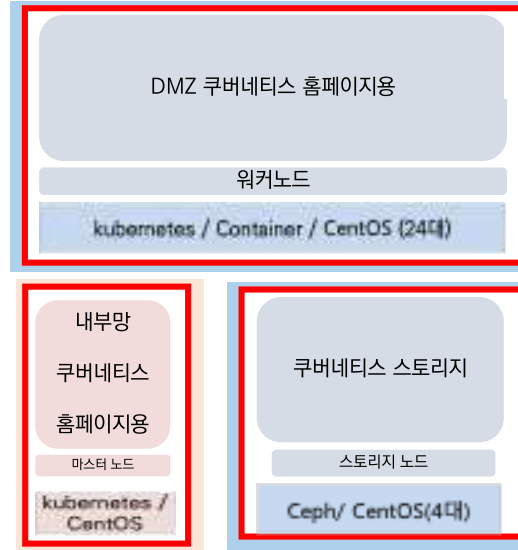 DMZ 쿠버네티스 홈페이지용
워커노드
kubernetes / Container / CentOS (24대)
내부망
쿠버네티스
홈페이지용
마스터 노드
kubernetes /
CentOS
쿠버네티스 스토리지
스토리지 노드
Ceph/ CentOS(4대)